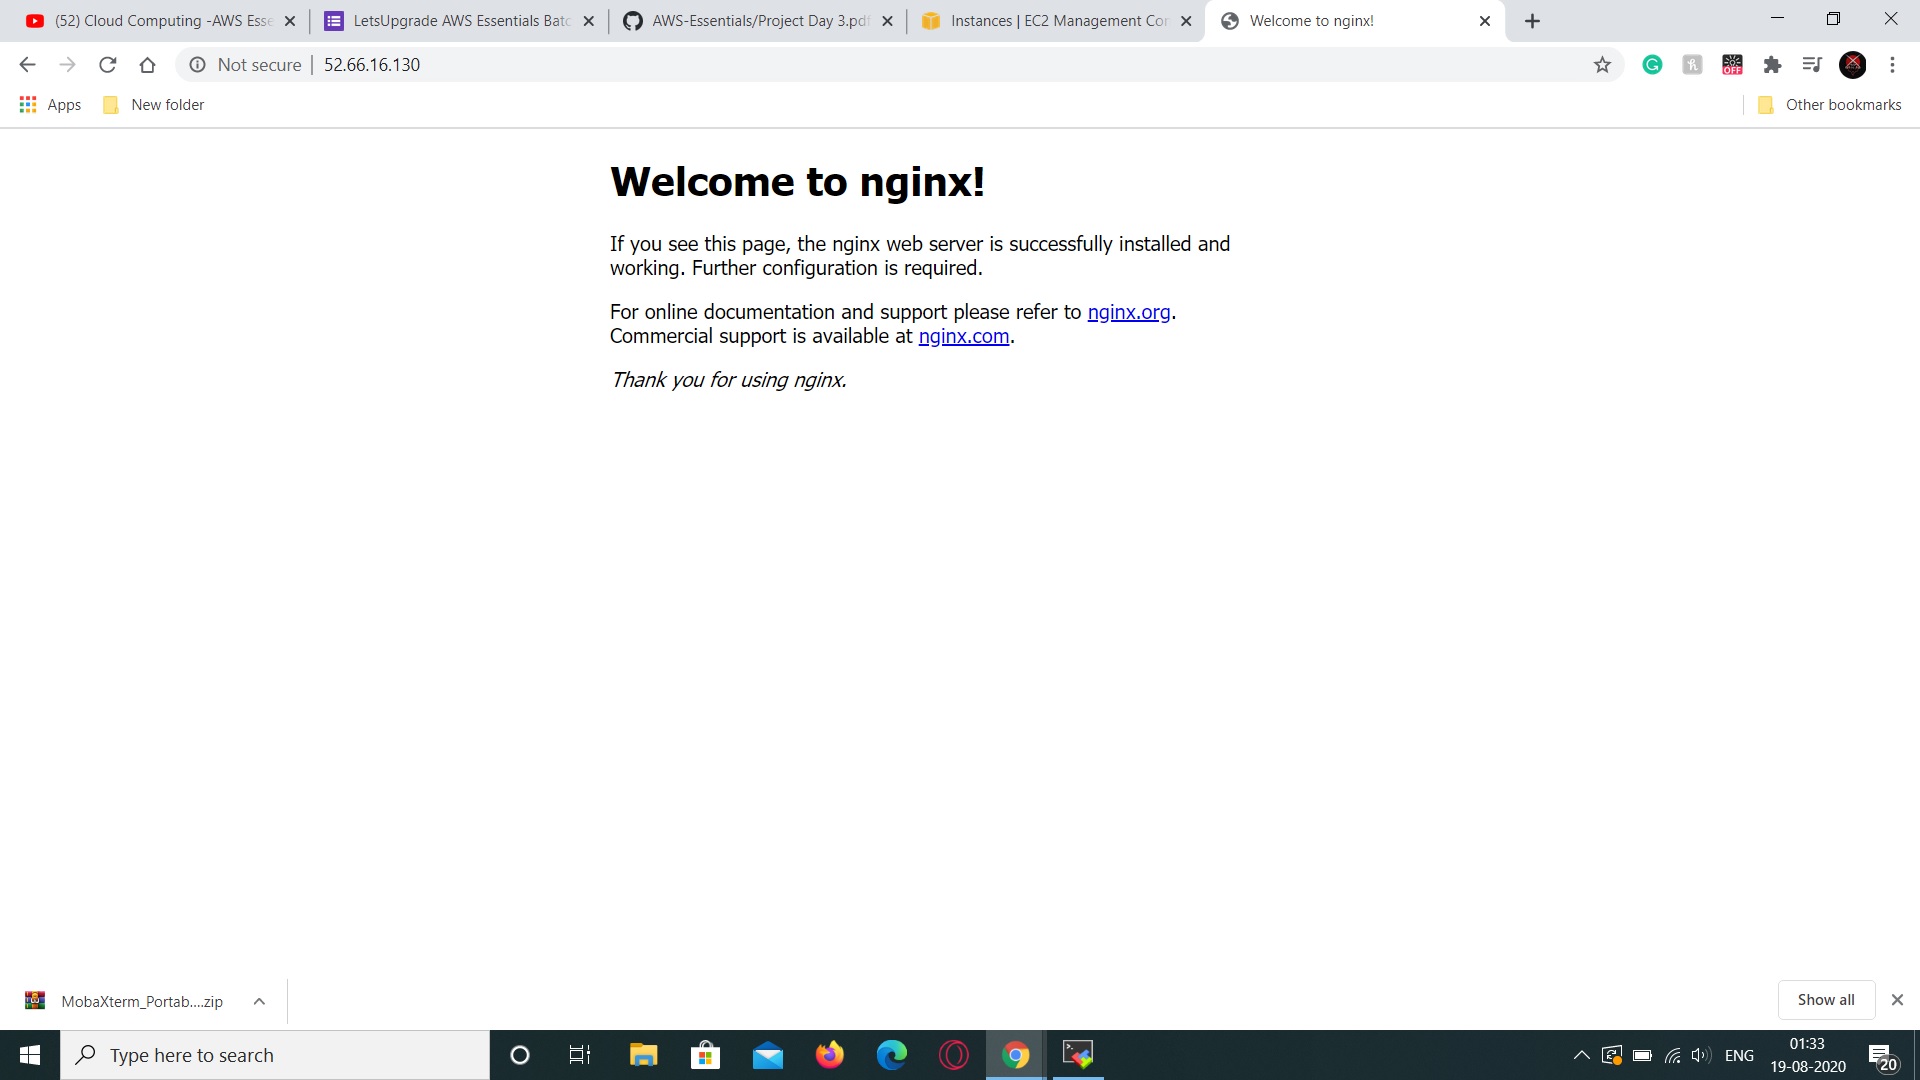 (52) Cloud Computing -AWS Esse
LetsUpgrade AWS Essentials Batc
AWS-Essentials/Project Day 3.pdf
Instances | EC2 Management Con
Welcome to nginx!
Not secure
52.66.16.130
OFF
Apps
New folder
Other bookmarks
Welcome to nginx!
If you see this page, the nginx web server is successfully installed and
working. Further configuration is required.
For online documentation and support please refer to nginx.org.
Commercial support is available at nginx.com.
Thank you for using nginx.
MobaXterm_Portab....zip
Show all
Type here to search
ENG
01:33
19-08-2020
20